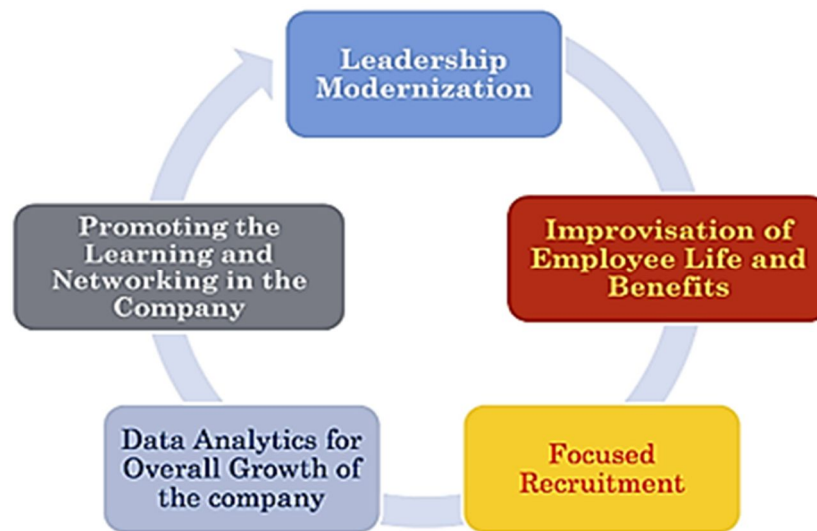 Leadership
Modernization
Improvisation of
Employee Life and
Benefits
Focused
Recruitment
Data Analytics for
Overall Growth of
the company
Promoting the
Learning and
Networking in the
Company